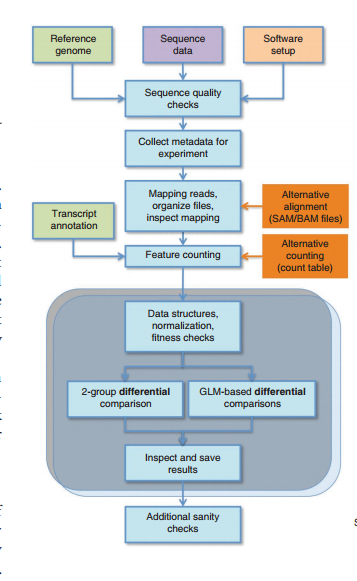 Reference
genome
Sequence
data
Software
setup
Sequence quality
checks
Collect metadata for
experiment
Mapping reads,
organize files,
inspect mapping
Alternative
alignment
(SAM/BAM files)
Transcript
annotation
Feature counting
Alternative
counting
(count table)
Data structures,
normalization,
fitness checks
2-group differential
comparison
GLM-based differential
comparisons
Inspect and save
results
Additional sanity
checks